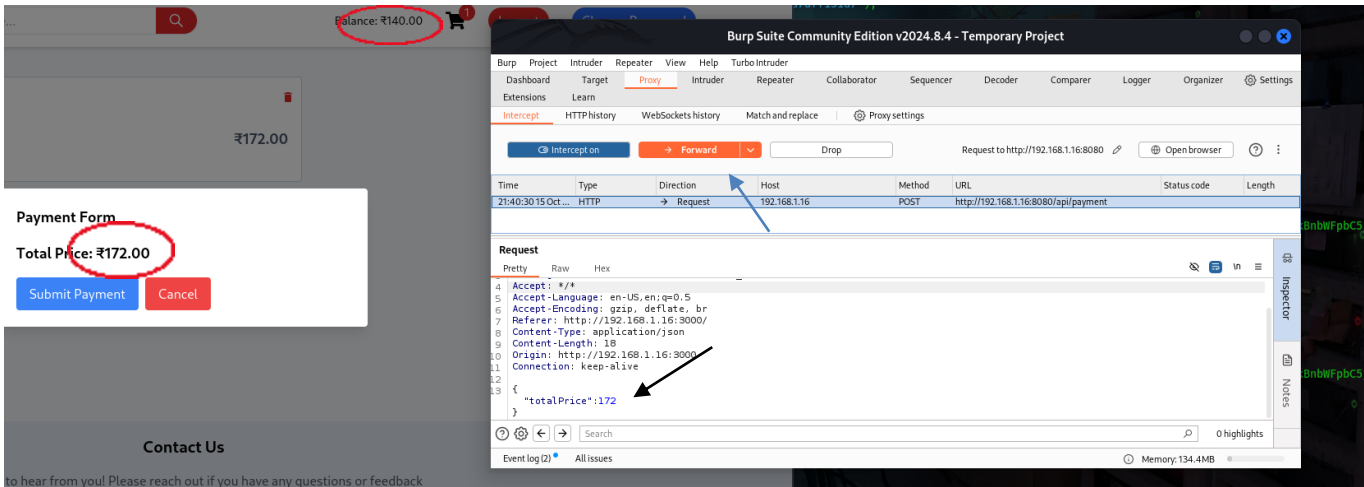 Balance: ₹140.00
1
₹172.00
Payment Form
Total Price: ₹172.00
Submit Payment
Cancel
Contact Us
to hear from you! Please reach out if you have any questions or feedback
Burp Suite Community Edition v2024.8.4 - Temporary Project
Burp Project Intruder Repeater View Help Turbo Intruder
Dashboard Target Proxy Intruder Repeater Collaborator Sequencer Decoder Comparer Logger Organizer Settings
Extensions Learn
Intercept HTTP history WebSockets history Match and replace Proxy settings
Intercept on Forward Drop Request to http://192.168.1.16:8080 Open browser
Time Type Direction Host Method URL Status code Length
21:40:30 15 Oct ... HTTP → Request 192.168.1.16 POST http://192.168.1.16:8080/api/payment
Request
Pretty Raw Hex
4 Accept: */*
5 Accept-Language: en-US,en;q=0.5
6 Accept-Encoding: gzip, deflate, br
7 Referer: http://192.168.1.16:3000/
8 Content-Type: application/json
9 Content-Length: 18
10 Origin: http://192.168.1.16:3000
11 Connection: keep-alive
12
13 {
"totalPrice":172
}
Search 0 highlights
Event log (2) All issues Memory: 134.4MB
Inspector
Notes
BnbWFpbC5
BnbWFpbC5